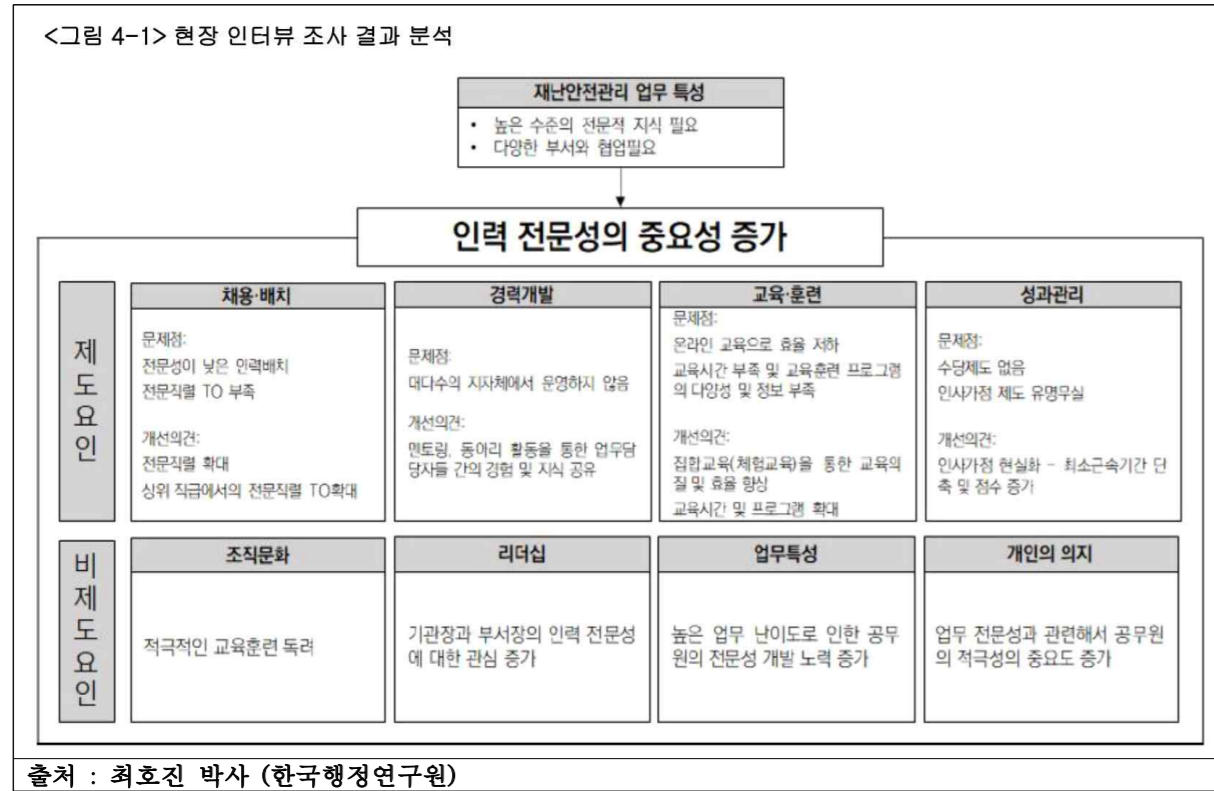 <그림 4-1> 현장 인터뷰 조사 결과 분석
재난안전관리 업무 특성
• 높은 수준의 전문적 지식 필요
• 다양한 부서와 협업필요
인력 전문성의 중요성 증가
제도요인
채용·배치
문제점:
전문성이 낮은 인력배치
전문직렬 TO 부족
개선의견:
전문직렬 확대
상위 직급에서의 전문직렬 TO확대
경력개발
문제점:
대다수의 지자체에서 운영하지 않음
개선의견:
멘토링, 동아리 활동을 통한 업무담
당자들 간의 경험 및 지식 공유
교육·훈련
문제점:
온라인 교육으로 효율 저하
교육시간 부족 및 교육훈련 프로그램
의 다양성 및 정보 부족
개선의견:
집합교육(체험교육)을 통한 교육의
질 및 효율 향상
교육시간 및 프로그램 확대
성과관리
문제점:
수당제도 없음
인사가점 제도 유명무실
개선의견:
인사가점 현실화 - 최소근속기간 단
축 및 점수 증가
비제도요인
조직문화
적극적인 교육훈련 독려
리더십
기관장과 부서장의 인력 전문성
에 대한 관심 증가
업무특성
높은 업무 난이도로 인한 공무
원의 전문성 개발 노력 증가
개인의 의지
업무 전문성과 관련해서 공무원
의 적극성의 중요도 증가
출처 : 최호진 박사 (한국행정연구원)